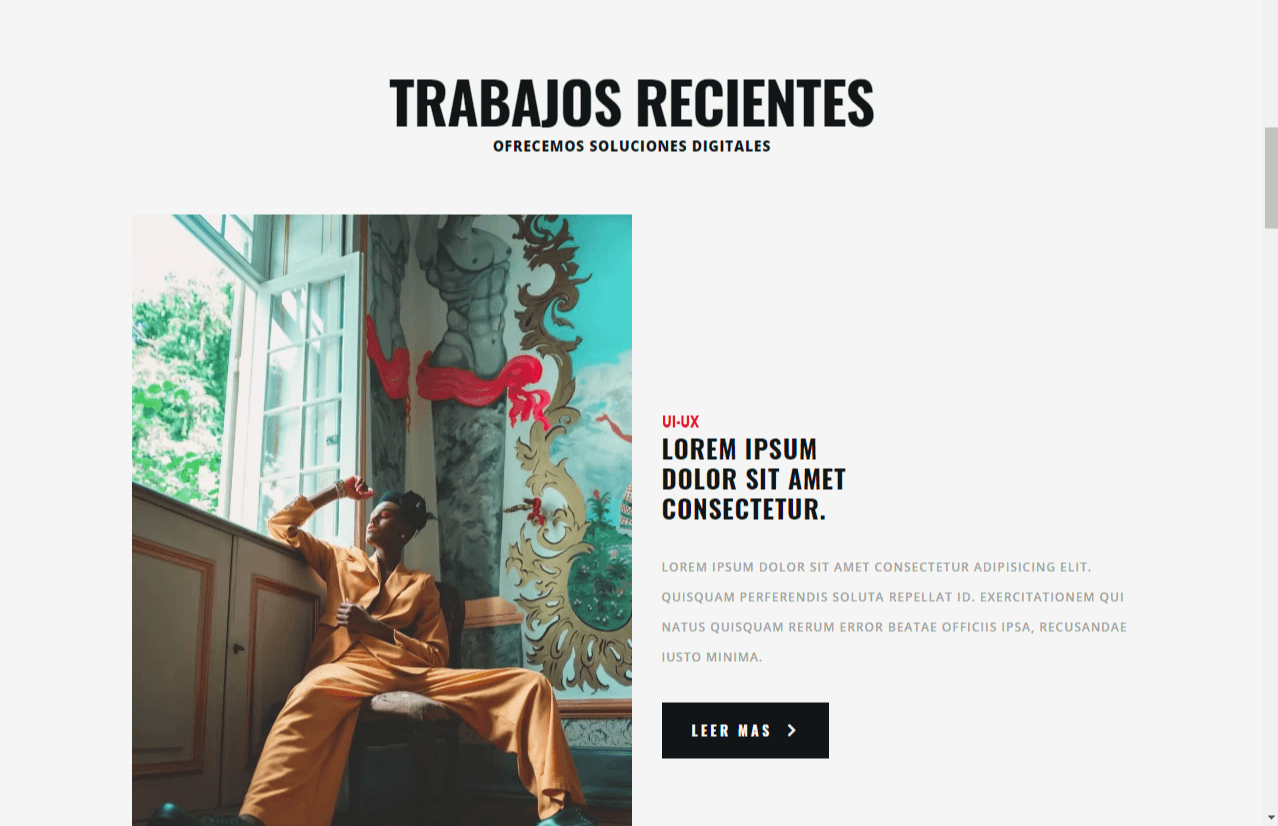 TRABAJOS RECIENTES
OFRECEMOS SOLUCIONES DIGITALES
UI-UX
LOREM IPSUM
DOLOR SIT AMET
CONSECTETUR.
LOREM IPSUM DOLOR SIT AMET CONSECTETUR ADIPISICING ELIT.
QUISQUAM PERFERENDIS SOLUTA REPELLAT ID. EXERCITATIONEM QUI
NATUS QUISQUAM RERUM ERROR BEATAE OFFICIIS IPSA, RECUSANDAE
IUSTO MINIMA.
LEER MAS